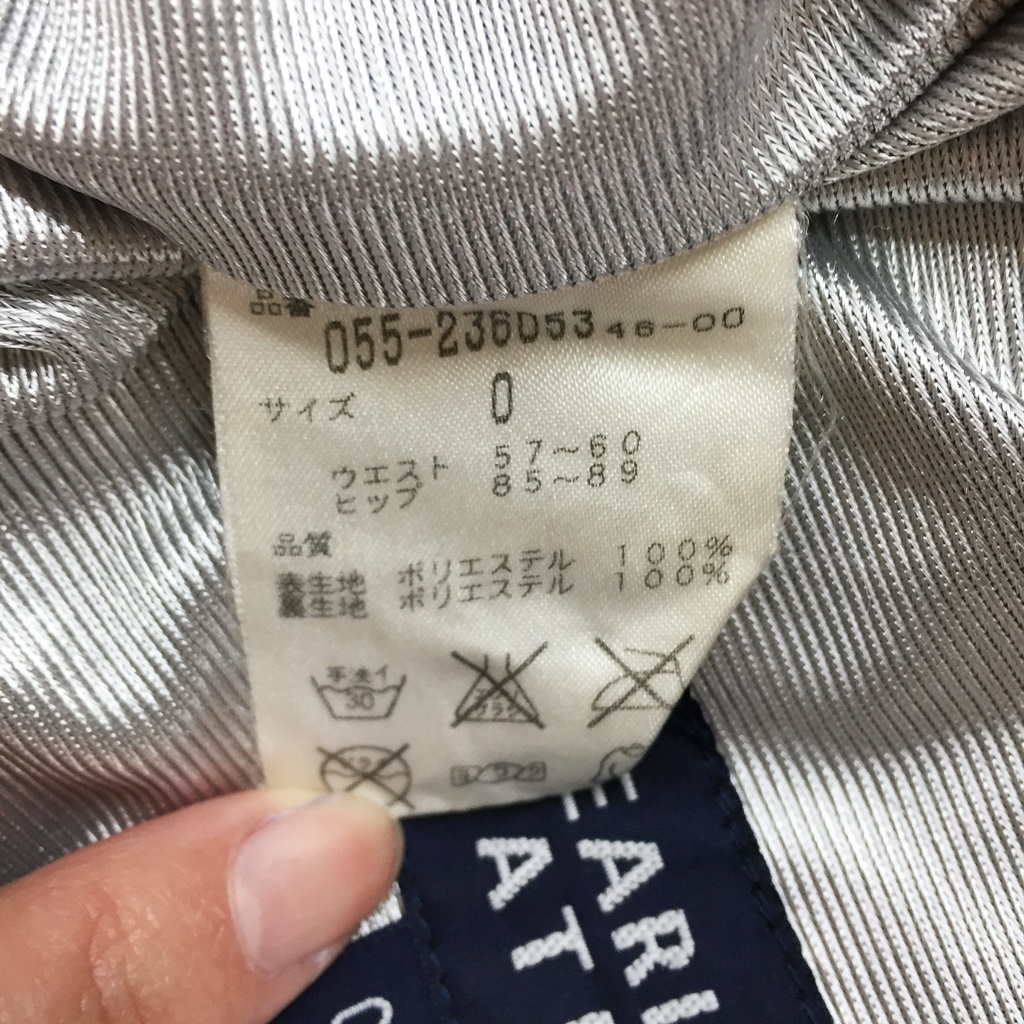 品番
055-236053 46-00
サイズ 0
ウエスト 57~60
ヒップ 85~89
品質
表生地 ポリエステル 100%
裏生地 ポリエステル 100%
手洗イ
30
EARL
AT